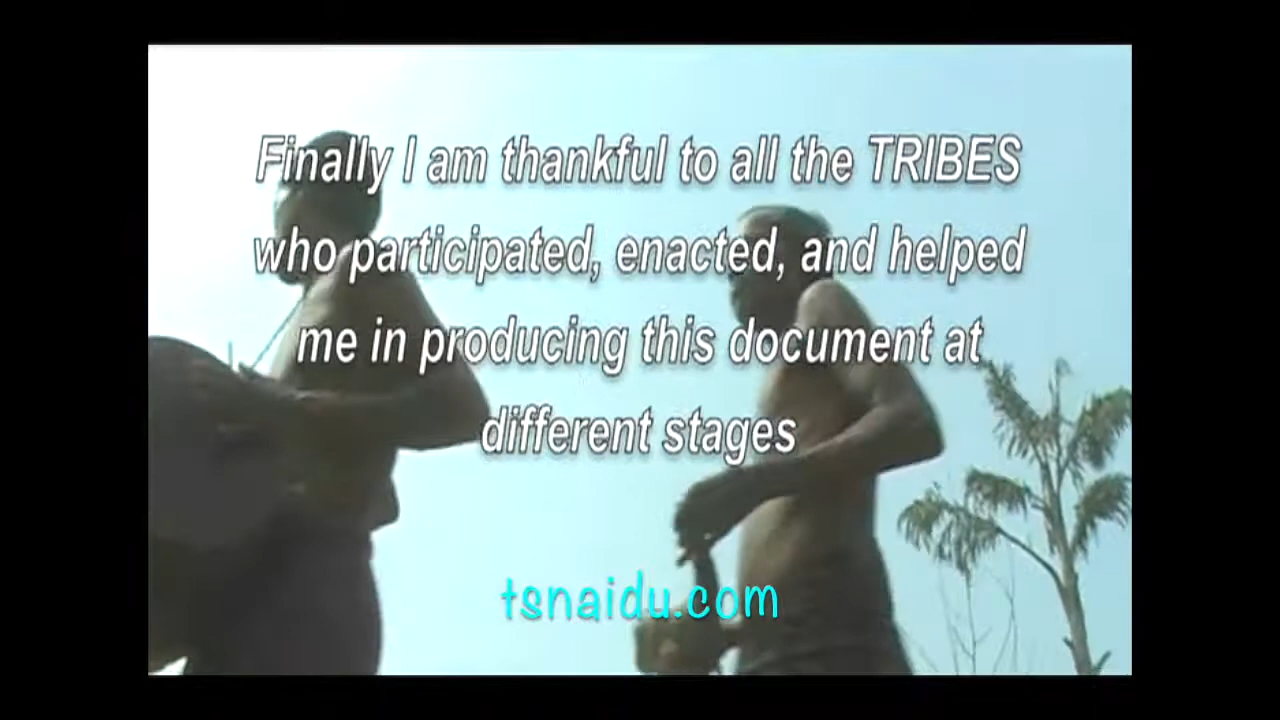 Finally I am thankful to all the TRIBES
who participated, enacted, and helped
me in producing this document at
different stages
tsnaidu.com